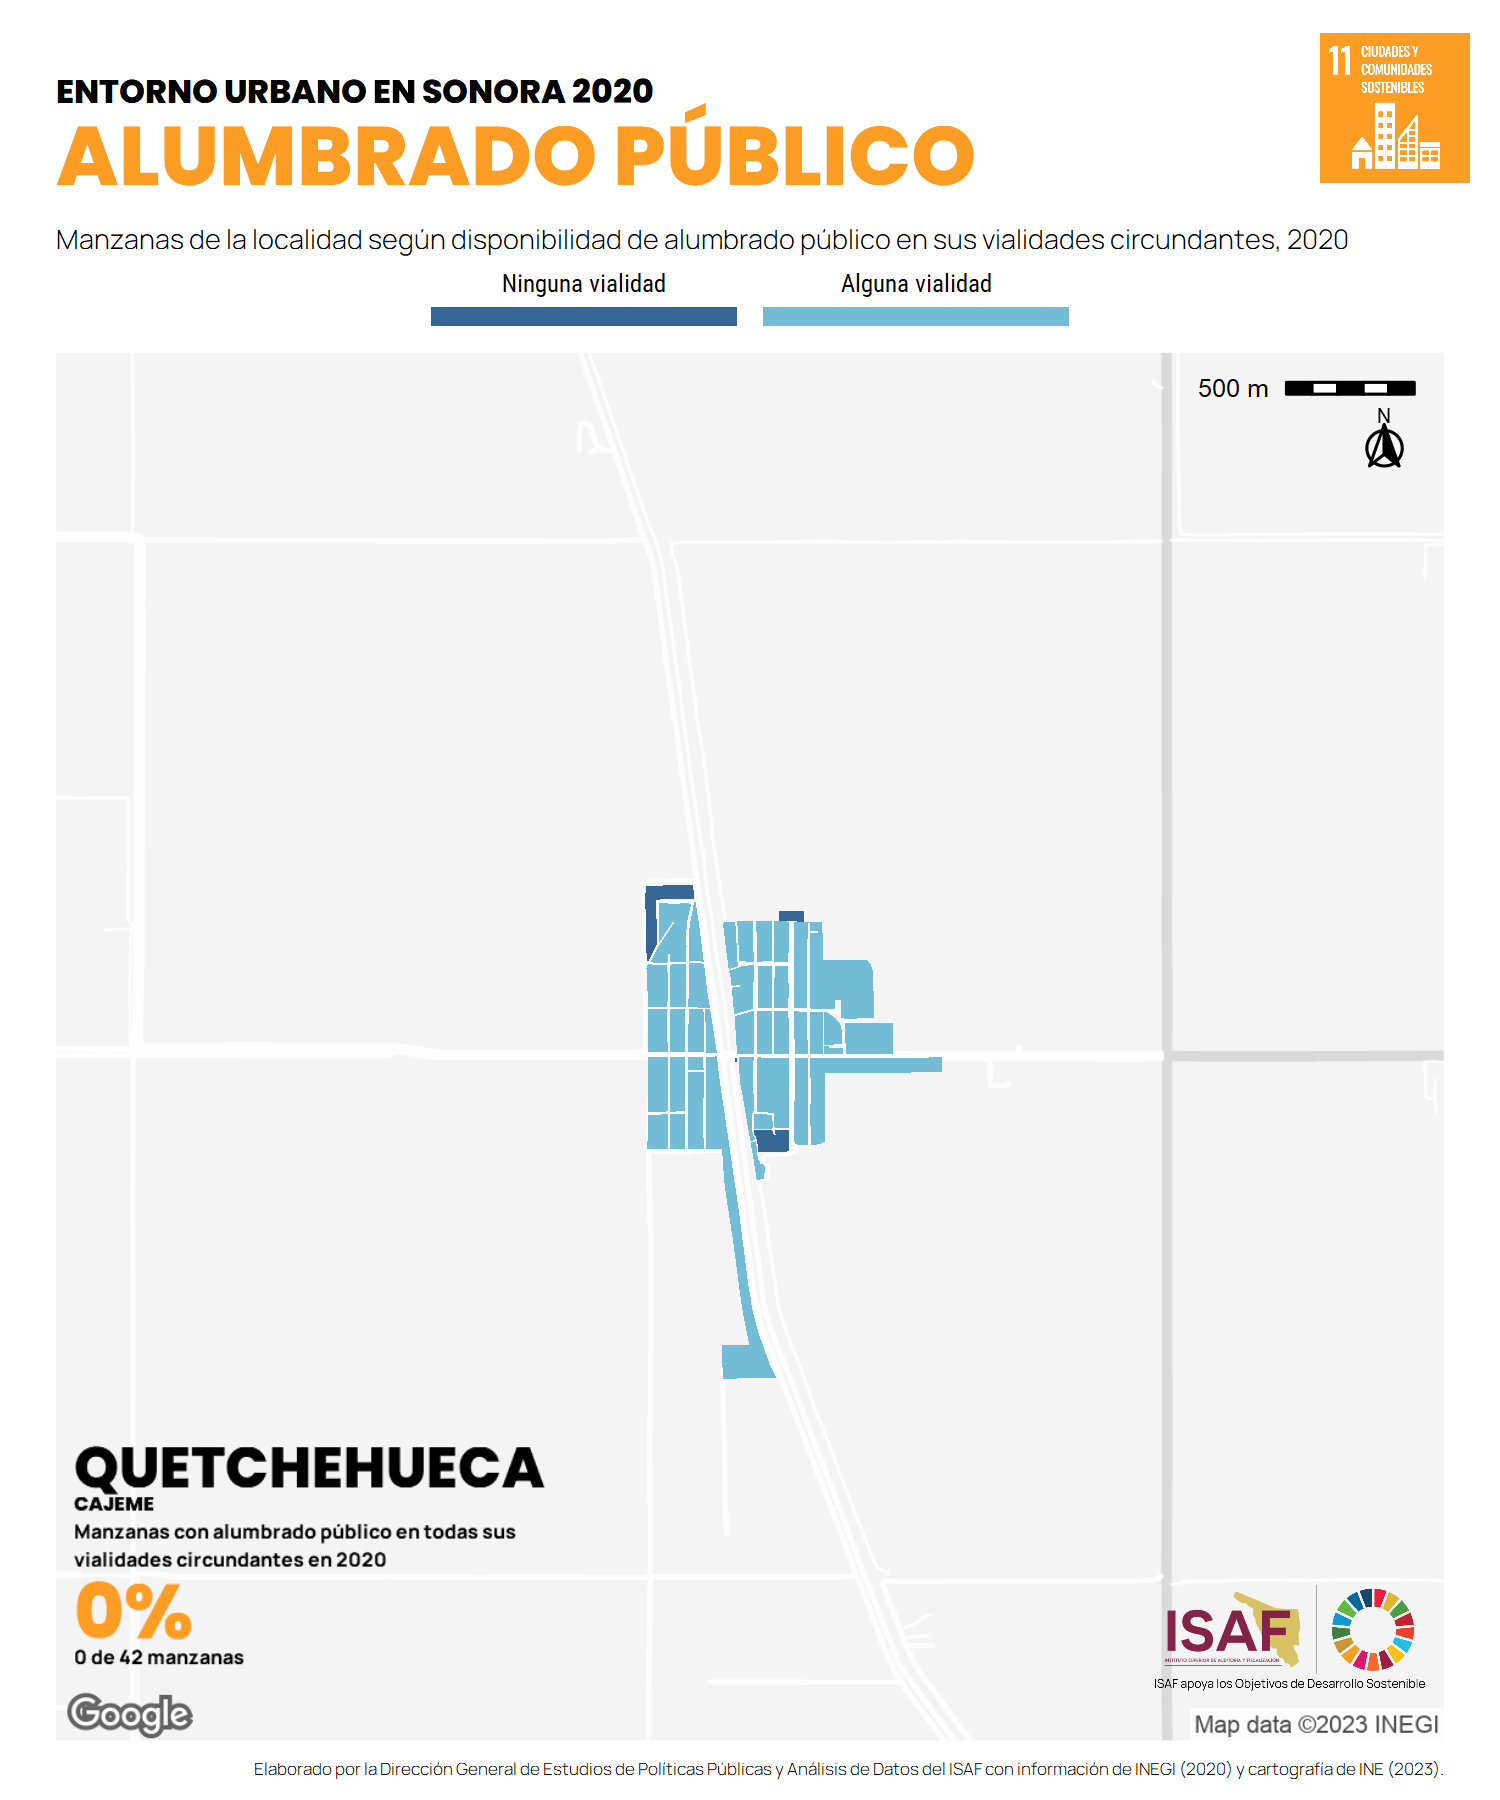 11 CIUDADES Y
COMUNIDADES
SOSTENIBLES
ENTORNO URBANO EN SONORA 2020
ALUMBRADO PÚBLICO
Manzanas de la localidad según disponibilidad de alumbrado público en sus vialidades circundantes, 2020
Ninguna vialidad
Alguna vialidad
500 m
N
QUETCHEHUECA
CAJEME
Manzanas con alumbrado público en todas sus
vialidades circundantes en 2020
0%
0 de 42 manzanas
Google
ISAF
INSTITUTO SUPERIOR DE AUDITORÍA Y FISCALIZACIÓN
ISAF apoya los Objetivos de Desarrollo Sostenible
Map data ©2023 INEGI
Elaborado por la Dirección General de Estudios de Políticas Públicas y Análisis de Datos del ISAF con información de INEGI (2020) y cartografía de INE (2023).